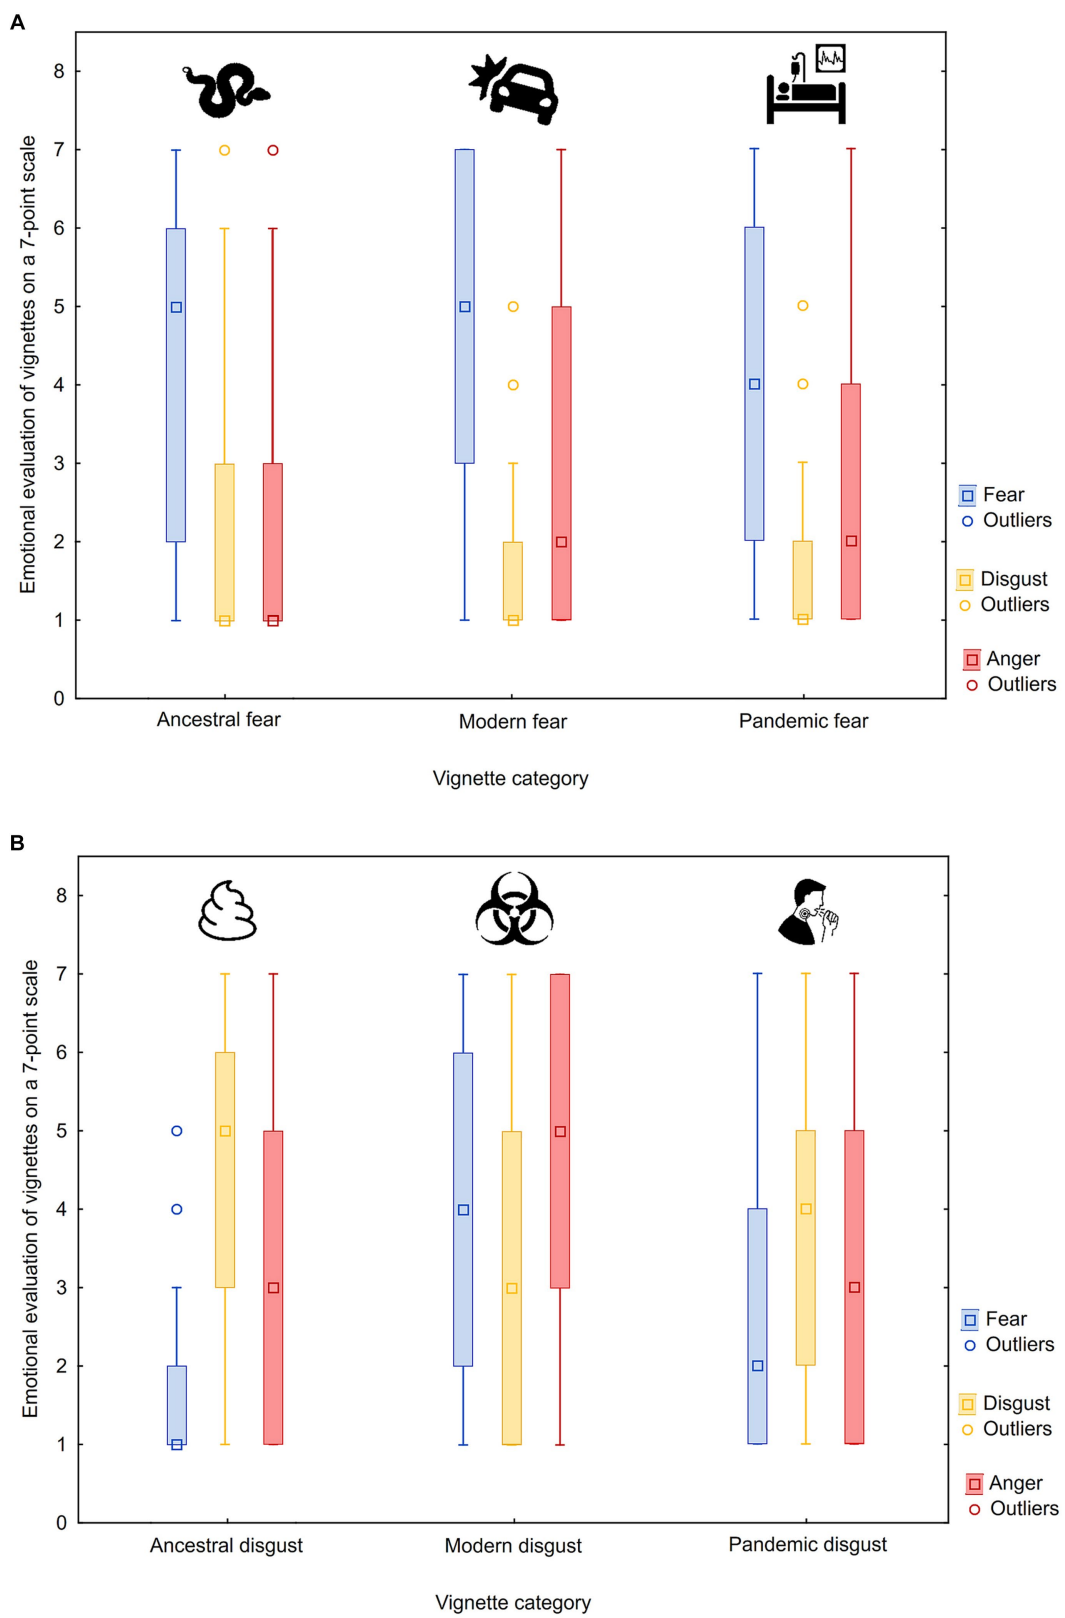 A
Emotional evaluation of vignettes on a 7-point scale
8
7
6
5
4
3
2
1
0
Fear
Outliers
Disgust
Outliers
Anger
Outliers
Ancestral fear
Modern fear
Pandemic fear
Vignette category
B
Emotional evaluation of vignettes on a 7-point scale
8
7
6
5
4
3
2
1
0
Fear
Outliers
Disgust
Outliers
Anger
Outliers
Ancestral disgust
Modern disgust
Pandemic disgust
Vignette category